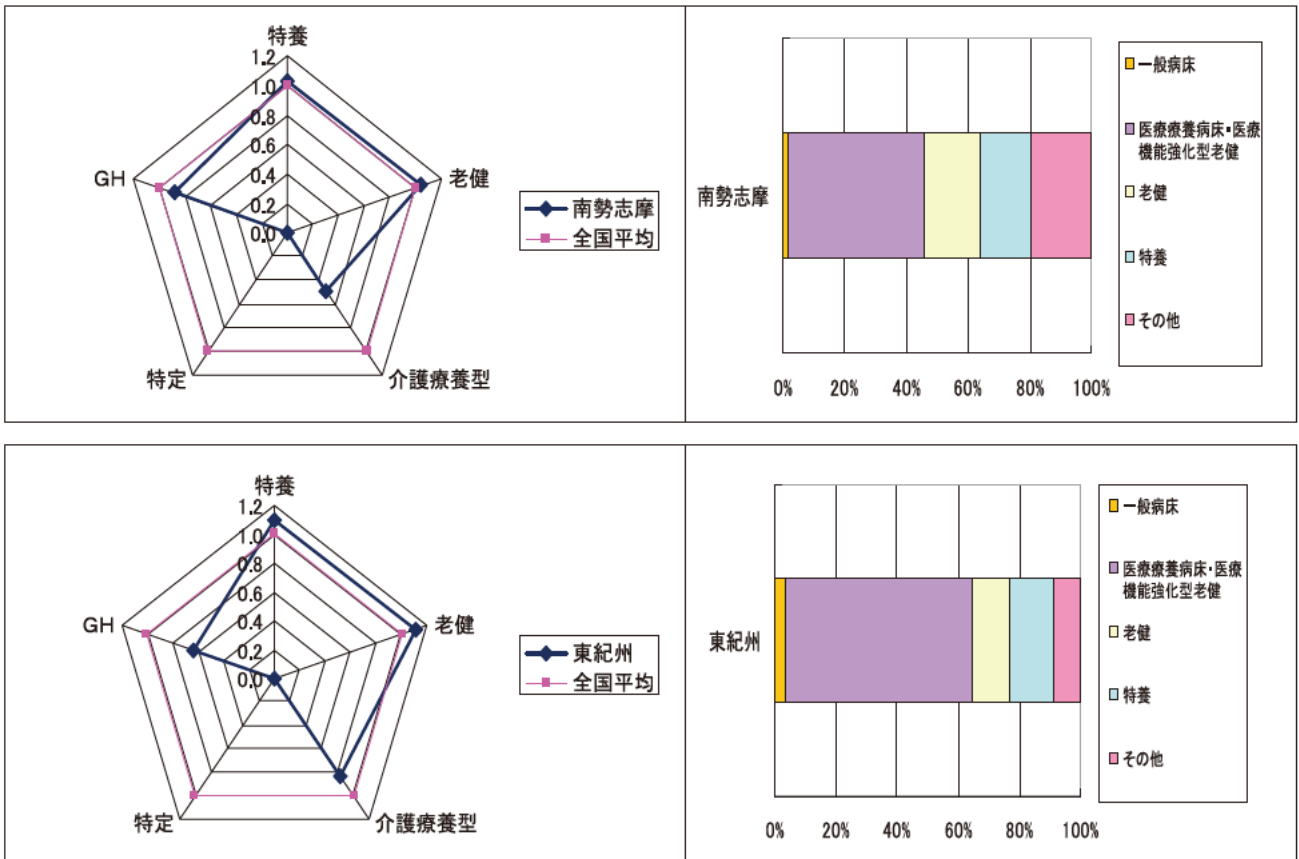 特養
1.2
1.0
0.8
0.6
0.4
0.2
0.0
GH
老健
特定
介護療養型
南勢志摩
全国平均
南勢志摩
0%
20%
40%
60%
80%
100%
一般病床
医療療養病床・医療
機能強化型老健
老健
特養
その他
特養
1.2
1.0
0.8
0.6
0.4
0.2
0.0
GH
老健
特定
介護療養型
東紀州
全国平均
東紀州
0%
20%
40%
60%
80%
100%
一般病床
医療療養病床・医療
機能強化型老健
老健
特養
その他